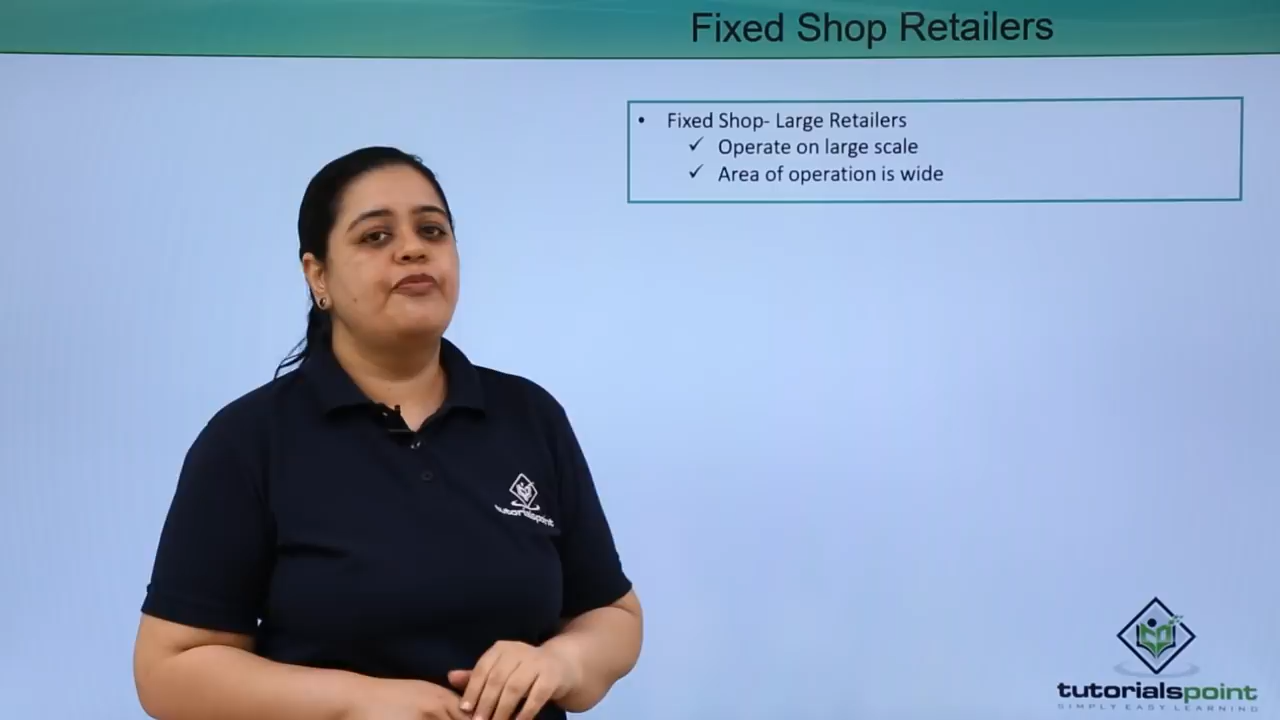 Fixed Shop Retailers
• Fixed Shop- Large Retailers
✓ Operate on large scale
✓ Area of operation is wide
tutorialspoint
tutorialspoint
SIMPLY EASY LEARNING